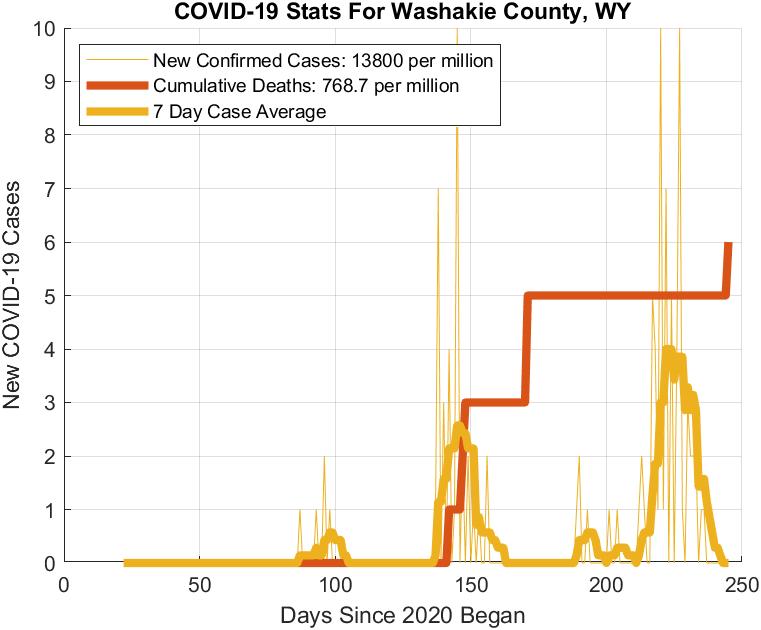 COVID-19 Stats For Washakie County, WY
New Confirmed Cases: 13800 per million
Cumulative Deaths: 768.7 per million
7 Day Case Average
New COVID-19 Cases
10
9
8
7
6
5
4
3
2
1
0
0 50 100 150 200 250
Days Since 2020 Began